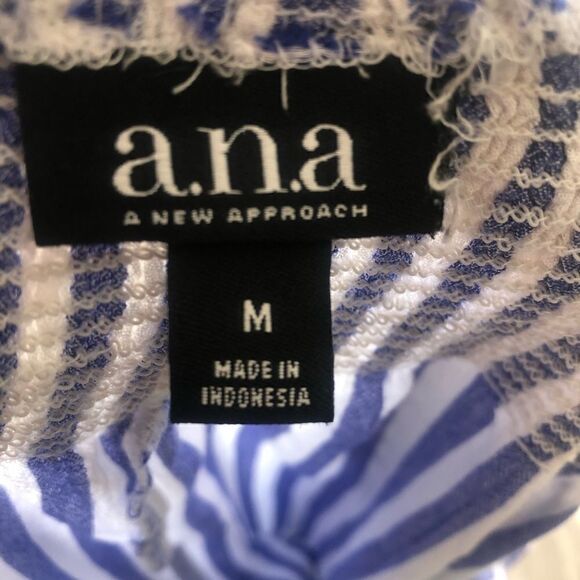 a.n.a
A NEW APPROACH
M
MADE IN
INDONESIA